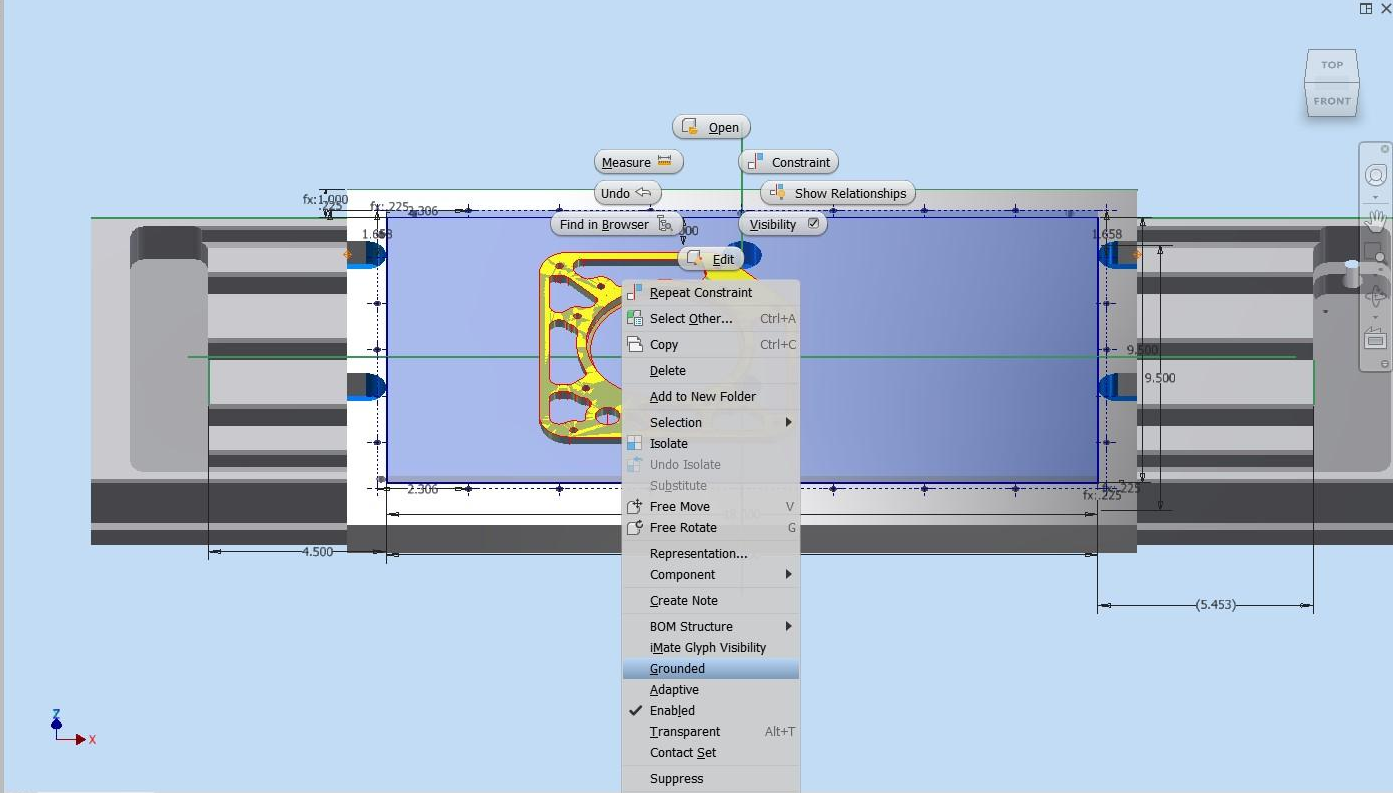 TOP
FRONT
Open
Measure
Constraint
Undo
Show Relationships
Find in Browser
Visibility
Edit
fx:1.000
.225
fx:.225
2.306
1.658
1.658
Repeat Constraint
Select Other... Ctrl+A
Copy Ctrl+C
Delete
Add to New Folder
Selection
Isolate
Undo Isolate
Substitute
Free Move V
Free Rotate G
Representation...
Component
Create Note
BOM Structure
iMate Glyph Visibility
Grounded
Adaptive
Enabled
Transparent Alt+T
Contact Set
Suppress
9.500
9.500
2.306
fx:.225
fx:.225
4.500
(5.453)
Z
X